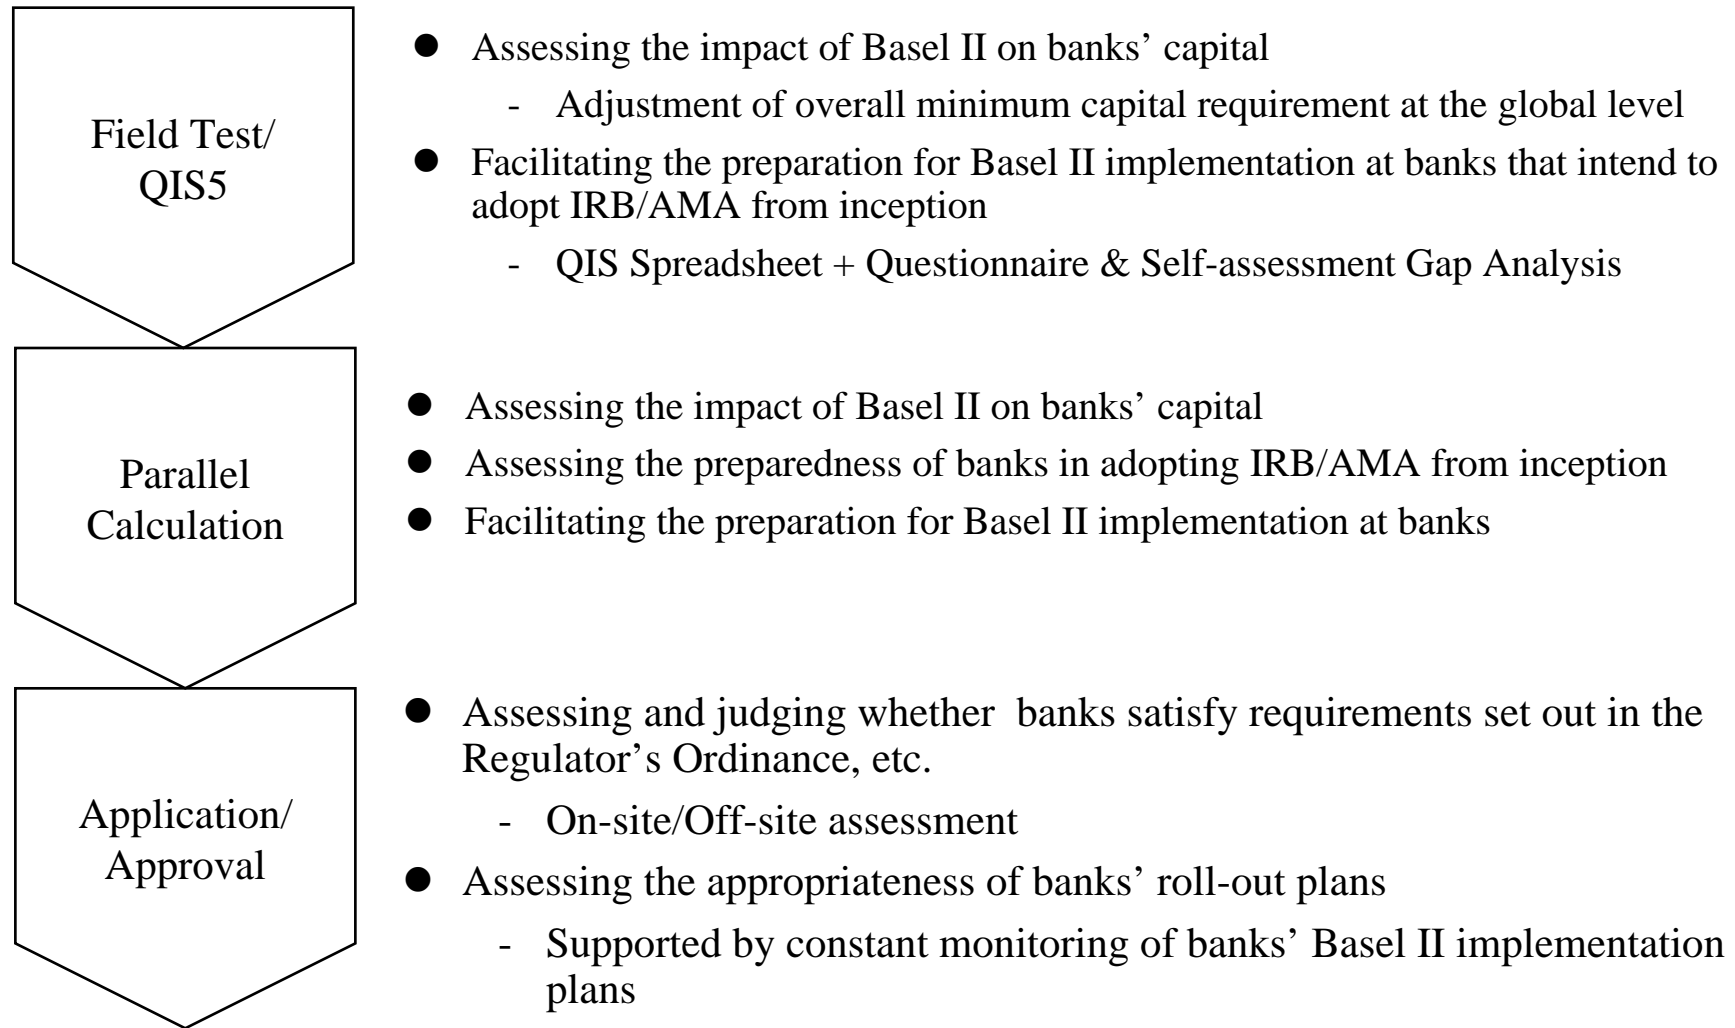 Field Test/
QIS5
● Assessing the impact of Basel II on banks’ capital
- Adjustment of overall minimum capital requirement at the global level
● Facilitating the preparation for Basel II implementation at banks that intend to
adopt IRB/AMA from inception
- QIS Spreadsheet + Questionnaire & Self-assessment Gap Analysis
Parallel
Calculation
● Assessing the impact of Basel II on banks’ capital
● Assessing the preparedness of banks in adopting IRB/AMA from inception
● Facilitating the preparation for Basel II implementation at banks
Application/
Approval
● Assessing and judging whether  banks satisfy requirements set out in the
Regulator’s Ordinance, etc.
- On-site/Off-site assessment
● Assessing the appropriateness of banks’ roll-out plans
- Supported by constant monitoring of banks’ Basel II implementation
plans